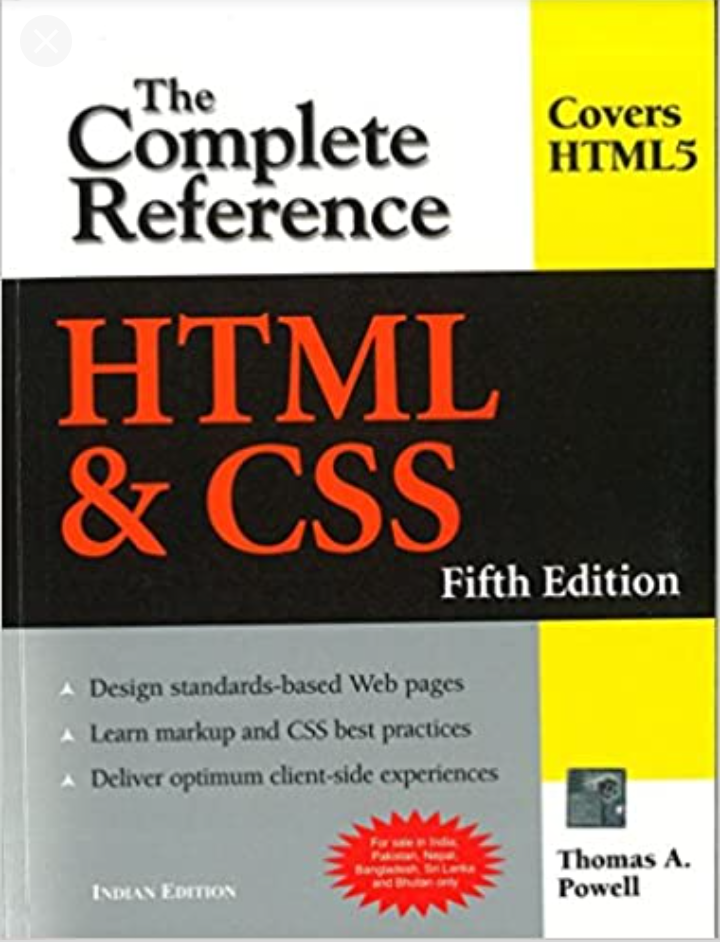 The
Complete
Reference
Covers
HTML5
HTML
& CSS
Fifth Edition
Design standards-based Web pages
Learn markup and CSS best practices
Deliver optimum client-side experiences
For sale in India,
Pakistan, Nepal,
Bangladesh, Sri Lanka
and Bhutan only
INDIAN EDITION
Thomas A.
Powell